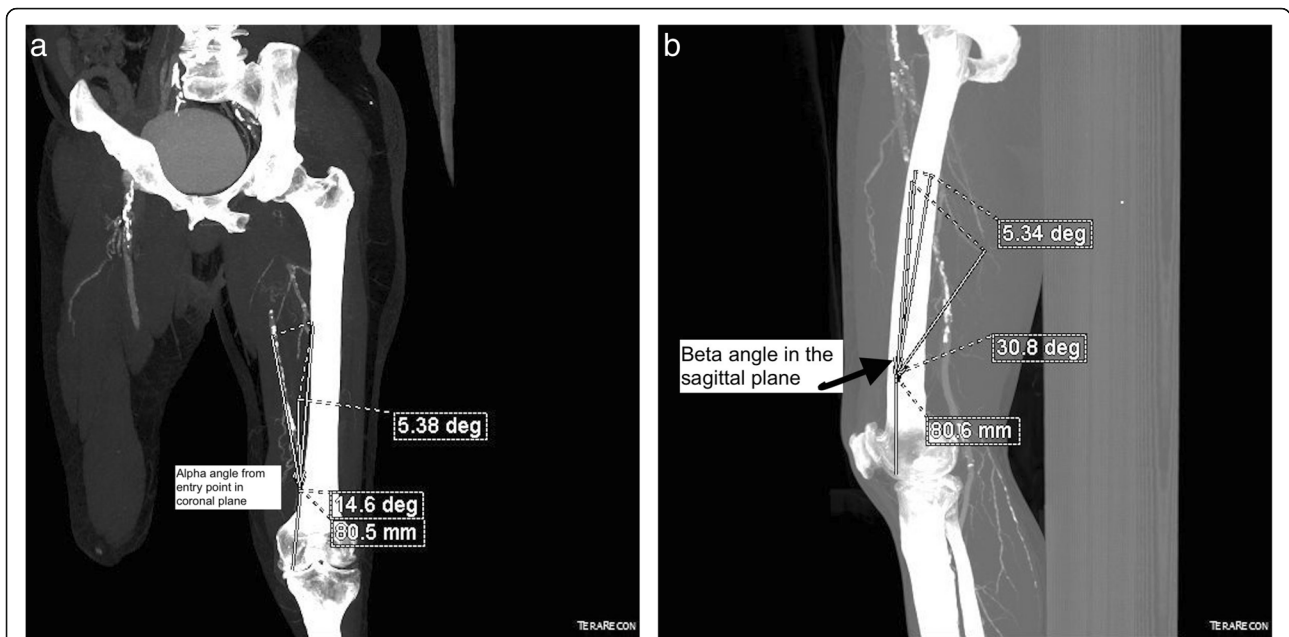 a
5.38 deg
Alpha angle from
entry point in
coronal plane
14.6 deg
80.5 mm
TERARECON
b
5.34 deg
Beta angle in the
sagittal plane
30.8 deg
80.6 mm
TERARECON